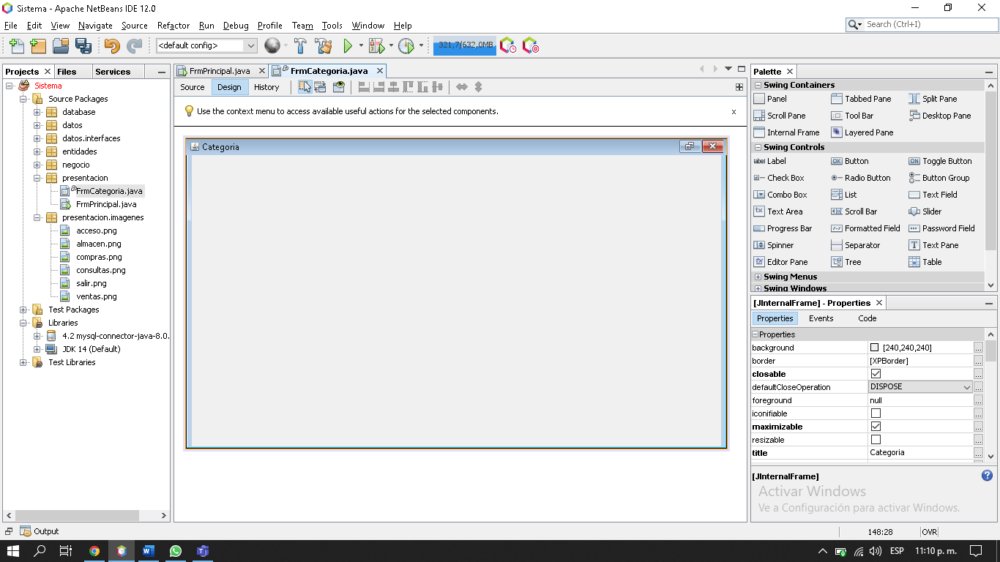 Sistema - Apache NetBeans IDE 12.0
File Edit View Navigate Source Refactor Run Debug Profile Team Tools Window Help
Search (Ctrl+I)
<default config>
321,7/632,0MB
Projects Files Services
Sistema
Source Packages
database
datos
datos.interfaces
entidades
negocio
presentacion
FrmCategoria.java
FrmPrincipal.java
presentacion.imagenes
acceso.png
almacen.png
compras.png
consultas.png
salir.png
ventas.png
Test Packages
Libraries
4.2 mysql-connector-java-8.0.
JDK 14 (Default)
Test Libraries
FrmPrincipal.java FrmCategoria.java
Source Design History
Use the context menu to access available useful actions for the selected components.
x
Categoria
Palette
Swing Containers
Panel Tabbed Pane Split Pane
Scroll Pane Tool Bar Desktop Pane
Internal Frame Layered Pane
Swing Controls
label Label OK Button ON Toggle Button
Check Box Radio Button Button Group
Combo Box List Text Field
Text Area Scroll Bar Slider
Progress Bar Formatted Field Password Field
Spinner Separator Text Pane
Editor Pane Tree Table
Swing Menus
Swing Windows
[JInternalFrame] - Properties
Properties Events Code
Properties
background [240,240,240] ...
border [XPBorder] ...
closable ...
defaultCloseOperation DISPOSE ...
foreground null ...
iconifiable ...
maximizable ...
resizable ...
title Categoria ...
[JInternalFrame]
Activar Windows
Ve a Configuración para activar Windows.
Output
148:28 OVR
ESP 11:10 p. m.